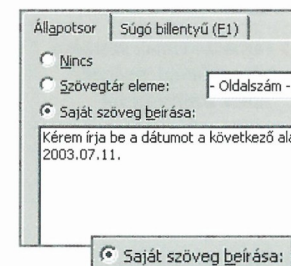 Állapotsor Súgó billentyű (F1)
Nincs
Szövegtár eleme: - Oldalszám -
Saját szöveg beírása:
Kérem írja be a dátumot a következő
2003.07.11.
Saját szöveg beírása: